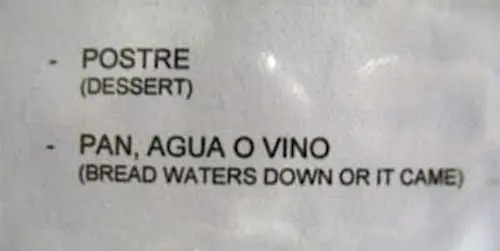 - POSTRE
(DESSERT)
- PAN, AGUA O VINO
(BREAD WATERS DOWN OR IT CAME)